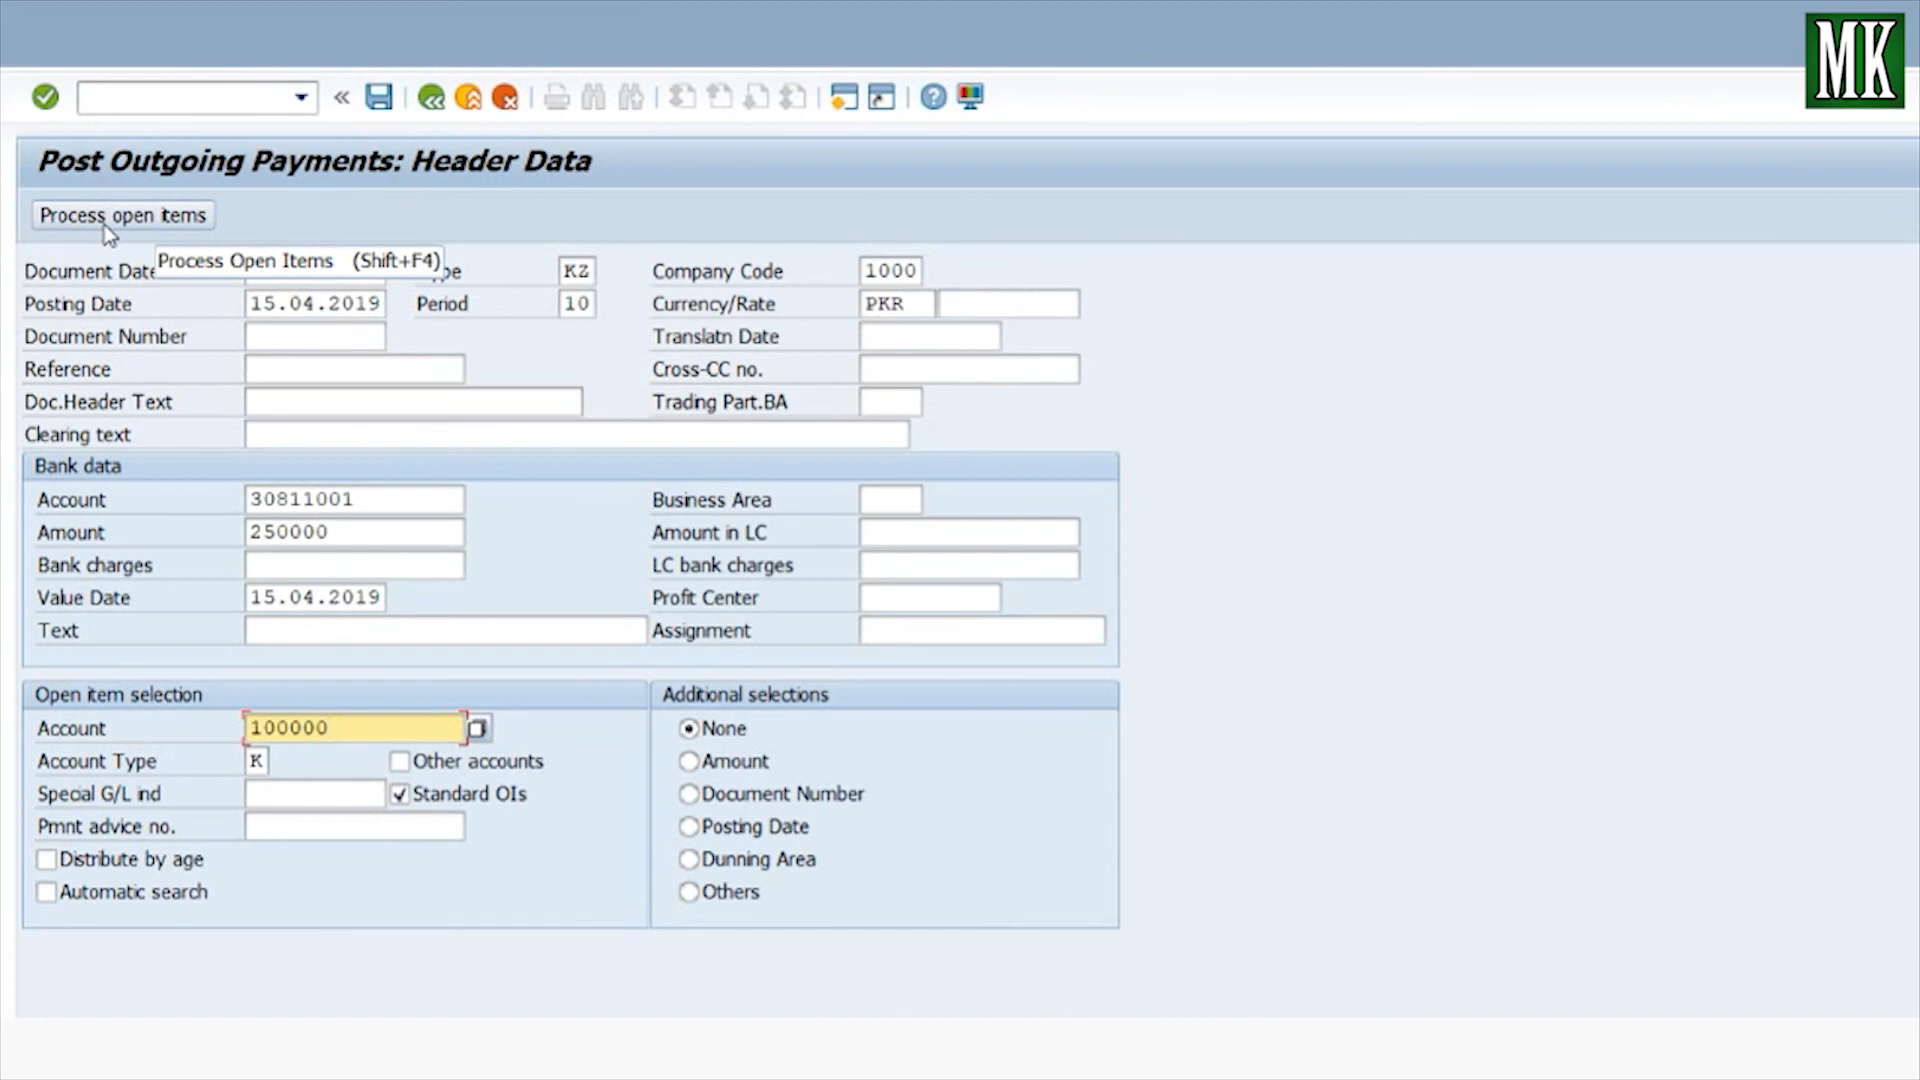 MK
Post Outgoing Payments: Header Data
Process open items
Process Open Items (Shift+F4)
Document Date KZ Company Code 1000
Posting Date 15.04.2019 Period 10 Currency/Rate PKR
Document Number Translatn Date
Reference Cross-CC no.
Doc.Header Text Trading Part.BA
Clearing text
Bank data
Account 30811001 Business Area
Amount 250000 Amount in LC
Bank charges LC bank charges
Value Date 15.04.2019 Profit Center
Text Assignment
Open item selection Additional selections
Account 100000 None
Account Type K Other accounts Amount
Special G/L ind Standard OIs Document Number
Pmnt advice no. Posting Date
Distribute by age Dunning Area
Automatic search Others